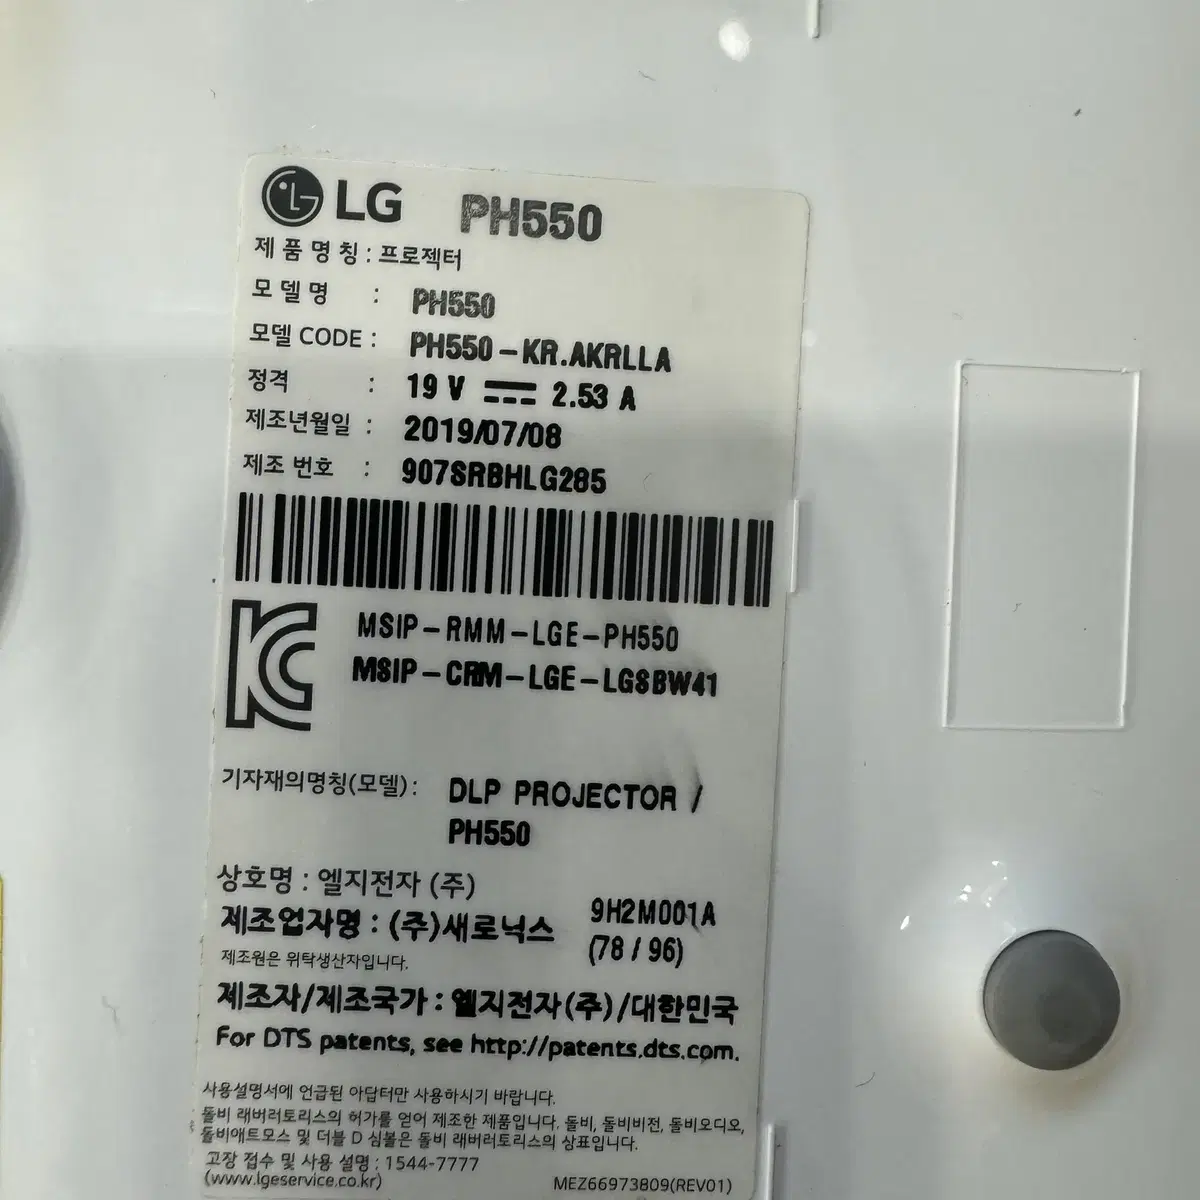 LG PH550
제 품 명 칭 : 프로젝터
모 델 명 : PH550
모델 CODE : PH550-KR.AKRLLA
정격 : 19 V ⎓ 2.53 A
제조년월일 : 2019/07/08
제조 번호 : 907SRBHLG285
MSIP-RMM-LGE-PH550
MSIP-CRM-LGE-LGSBW41
기자재의명칭(모델) : DLP PROJECTOR /
PH550
상호명 : 엘지전자 (주)
제조업자명 : (주)새로닉스 9H2M001A
제조원은 위탁생산자입니다. (78 / 96)
제조자/제조국가 : 엘지전자(주)/대한민국
For DTS patents, see http://patents.dts.com.
사용설명서에 언급된 아답터만 사용하시기 바랍니다.
돌비 래버러토리스의 허가를 얻어 제조한 제품입니다. 돌비, 돌비비전, 돌비오디오,
돌비애트모스 및 더블 D 심볼은 돌비 래버러토리스의 상표입니다.
고장 접수 및 사용 설명 : 1544-7777
(www.lgeservice.co.kr) MEZ66973809(REV01)